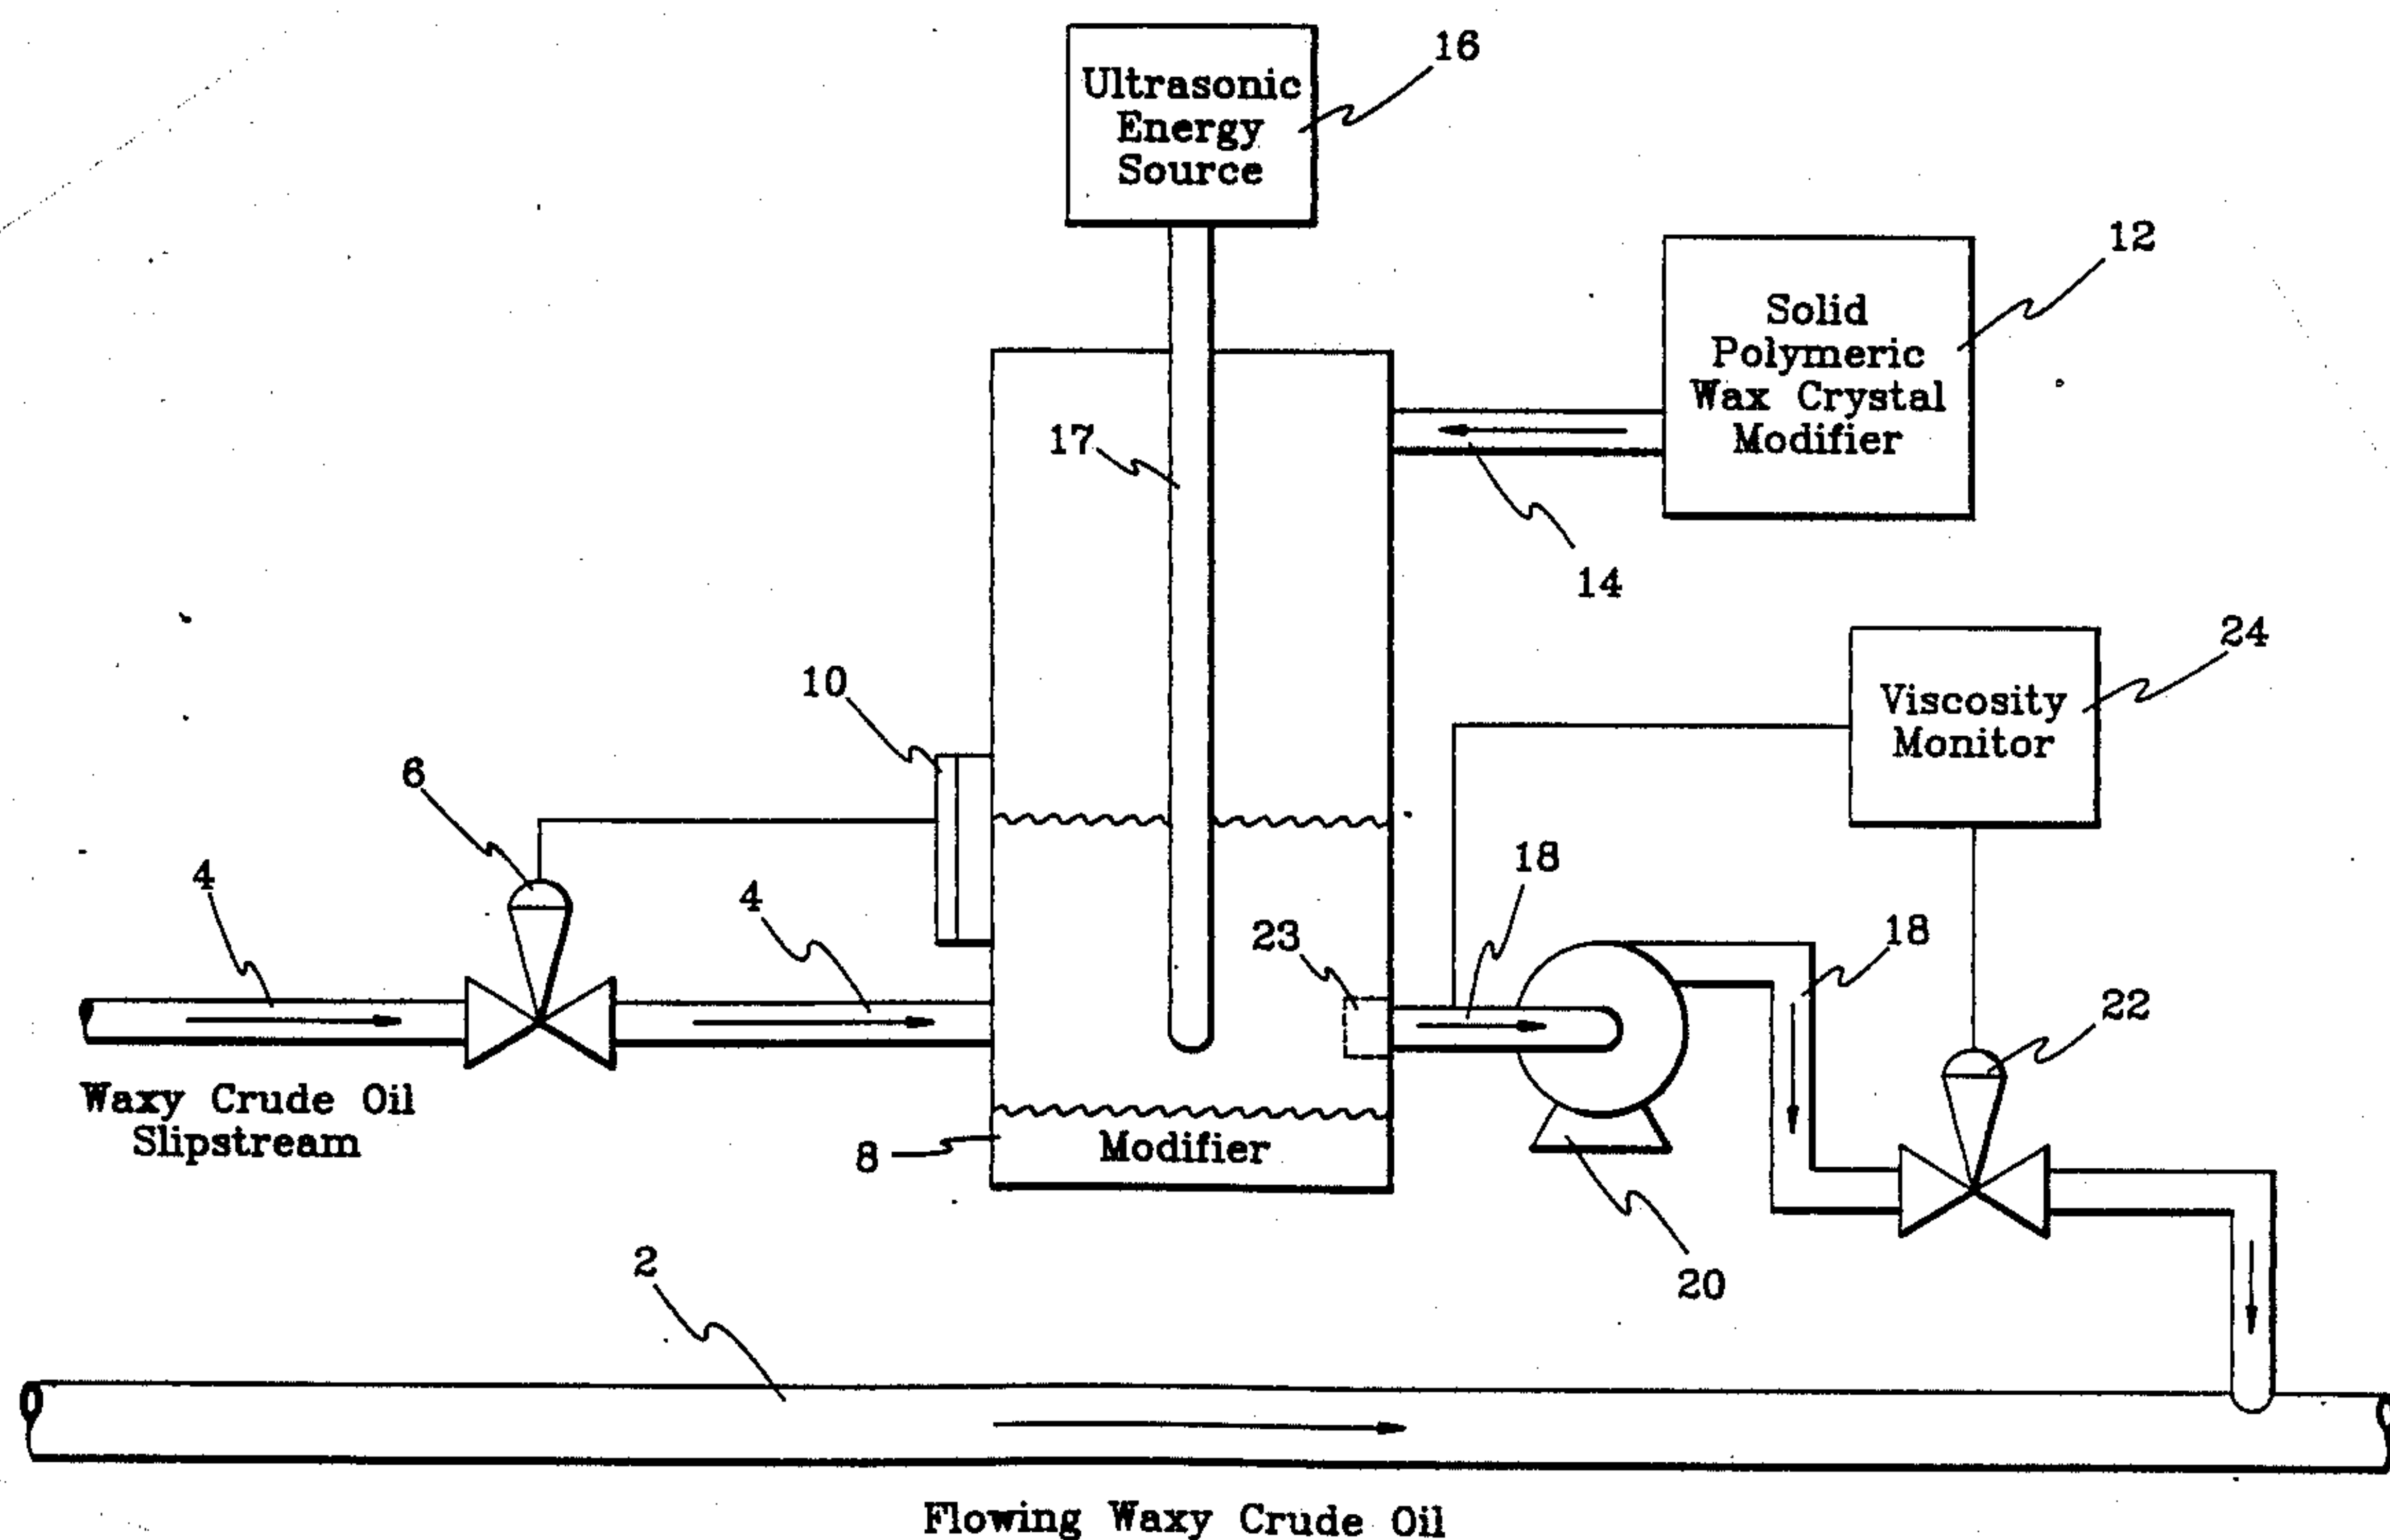 16
Ultrasonic
Energy
Source
12
Solid
Polymeric
Wax Crystal
Modifier
17
14
24
10
Viscosity
Monitor
6
18
4
4
23
18
22
Waxy Crude Oil
Slipstream
8
Modifier
2
20
Flowing Waxy Crude Oil